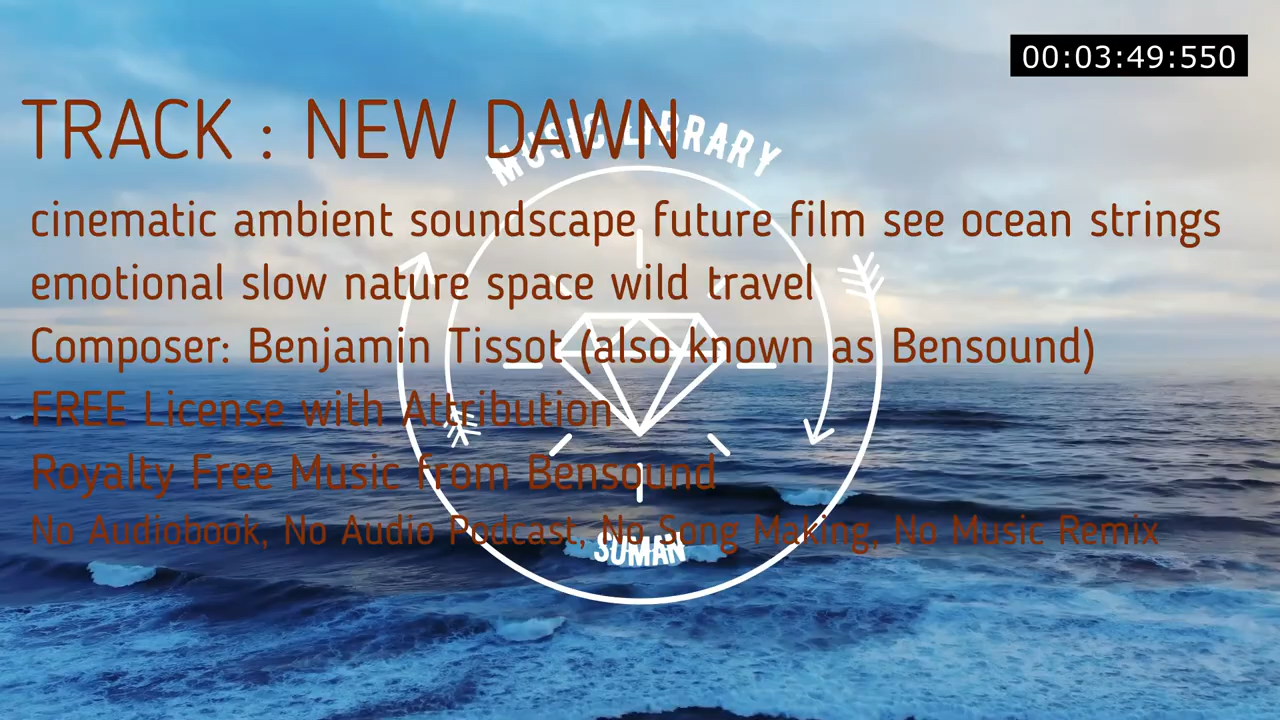 00:03:49:550
TRACK : NEW DAWN
MUSIC LIBRARY
cinematic ambient soundscape future film see ocean strings
emotional slow nature space wild travel
Composer: Benjamin Tissot (also known as Bensound)
FREE License with Attribution
Royalty Free Music from Bensound
No Audiobook, No Audio Podcast, No Song Making, No Music Remix
SUMAN